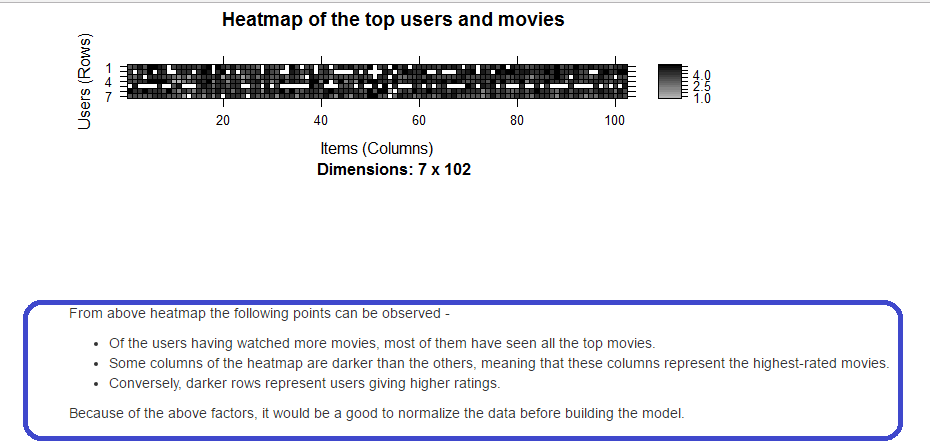 Heatmap of the top users and movies
Users (Rows)
1
4
7
4.0
2.5
1.0
20 40 60 80 100
Items (Columns)
Dimensions: 7 x 102
From above heatmap the following points can be observed -
• Of the users having watched more movies, most of them have seen all the top movies.
• Some columns of the heatmap are darker than the others, meaning that these columns represent the highest-rated movies.
• Conversely, darker rows represent users giving higher ratings.
Because of the above factors, it would be a good to normalize the data before building the model.